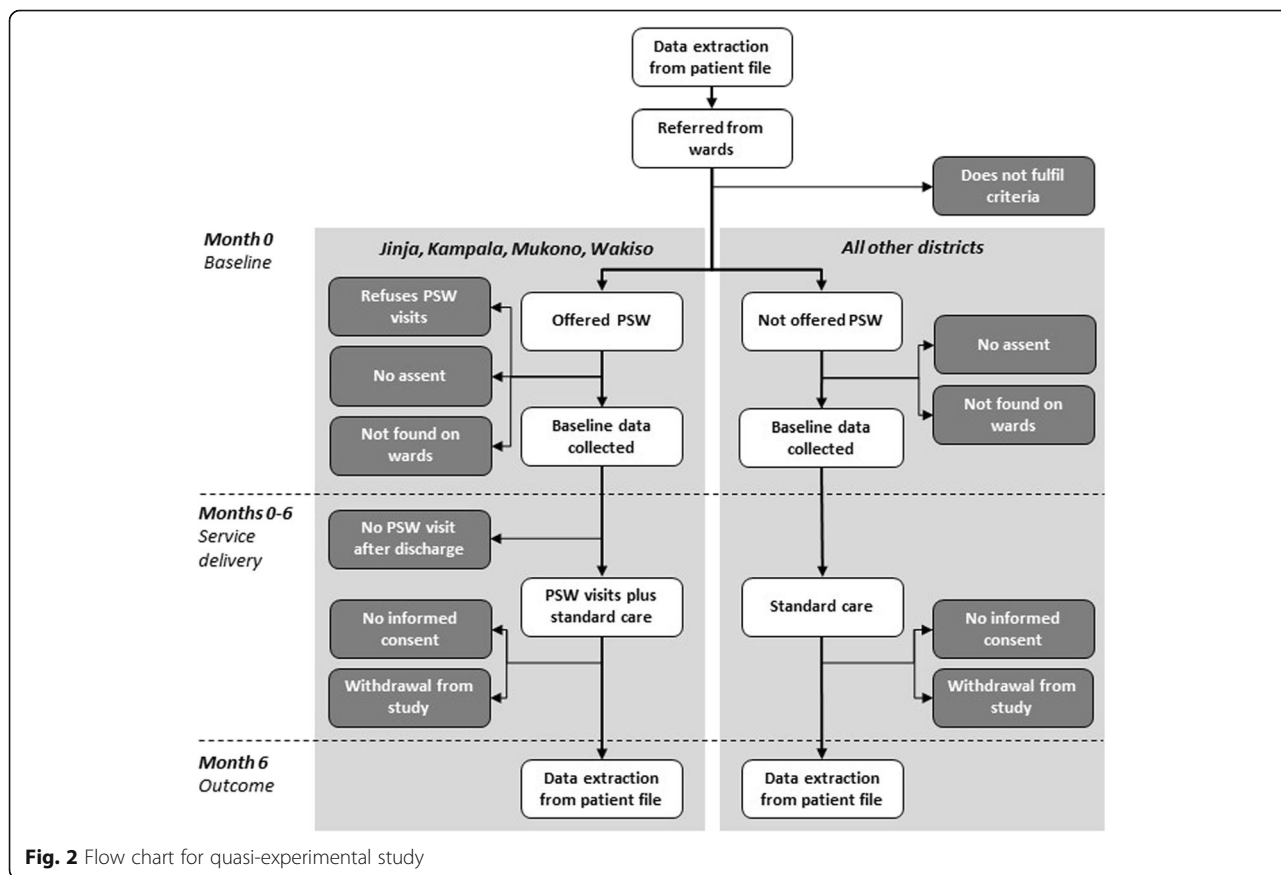 Data extraction
from patient file
Referred from
wards
Does not fulfil
criteria
Month 0
Baseline
Jinja, Kampala, Mukono, Wakiso
All other districts
Refuses PSW
visits
Offered PSW
Not offered PSW
No assent
No assent
Not found on
wards
Baseline data
collected
Baseline data
collected
Not found on
wards
Months 0-6
Service
delivery
No PSW visit
after discharge
PSW visits plus
standard care
Standard care
No informed
consent
No informed
consent
Withdrawal from
study
Withdrawal from
study
Month 6
Outcome
Data extraction
from patient file
Data extraction
from patient file
Fig. 2 Flow chart for quasi-experimental study